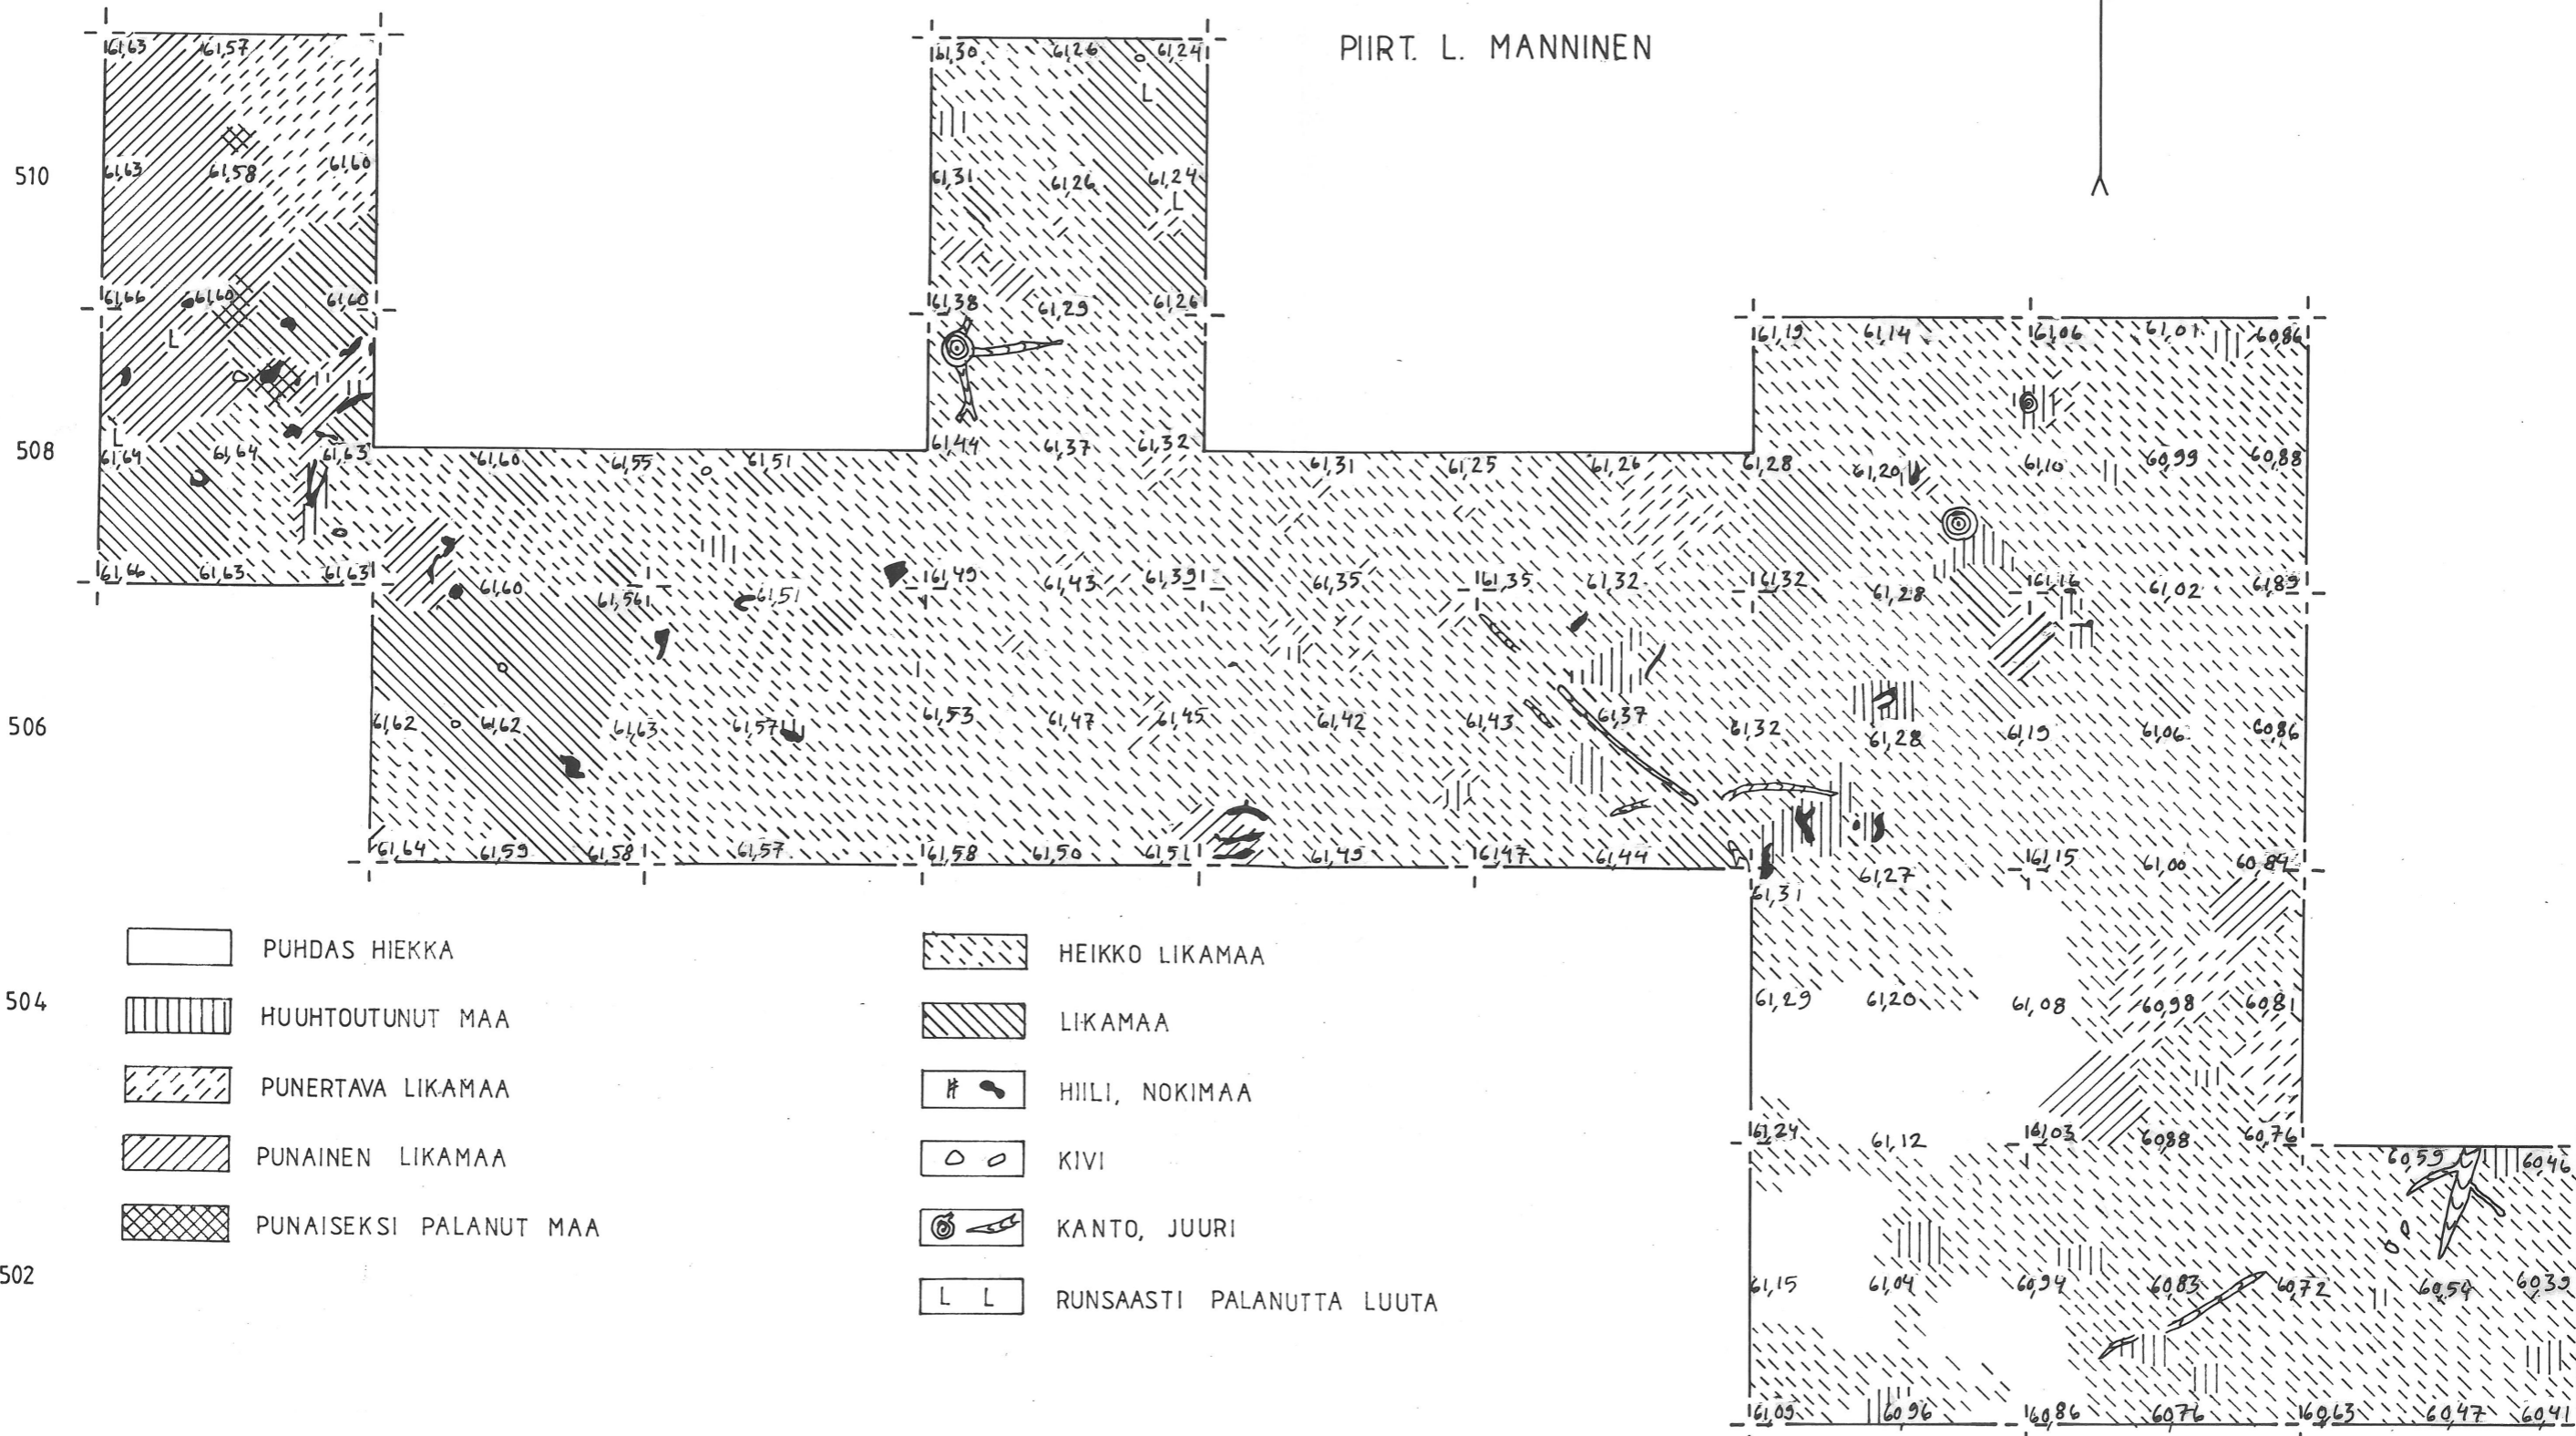 PIIRT. L. MANNINEN
61,63 61,57 61,30 61,26 61,24
L
510 61,63 61,58 61,60 61,31 61,26 61,24
L
61,66 61,60 61,60 61,38 61,29 61,26
61,19 61,14 61,06 61,07 60,86
L
L
508 61,64 61,64 61,63 61,60 61,55 61,51 61,44 61,37 61,32 61,31 61,25 61,26 61,28 61,20 61,10 60,99 60,88
61,66 61,63 61,63 61,60 61,56 61,51 61,49 61,43 61,39 61,35 61,35 61,32 61,32 61,28 61,16 61,02 61,89
506 61,62 61,62 61,63 61,57 61,53 61,47 61,45 61,42 61,43 61,37 61,32 61,28 61,19 61,06 60,86
61,64 61,59 61,58 61,57 61,58 61,50 61,51 61,49 61,47 61,44 61,31 61,27 61,15 61,00 60,84
504 61,29 61,20 61,08 60,98 60,81
61,24 61,12 61,03 60,88 60,76 60,59 60,46
502 61,15 61,04 60,94 60,83 60,72 60,54 60,39
61,09 60,96 60,86 60,76 60,63 60,47 60,41
PUHDAS HIEKKA
HUUHTOUTUNUT MAA
PUNERTAVA LIKAMAA
PUNAINEN LIKAMAA
PUNAISEKSI PALANUT MAA
HEIKKO LIKAMAA
LIKAMAA
HIILI, NOKIMAA
KIVI
KANTO, JUURI
L L RUNSAASTI PALANUTTA LUUTA